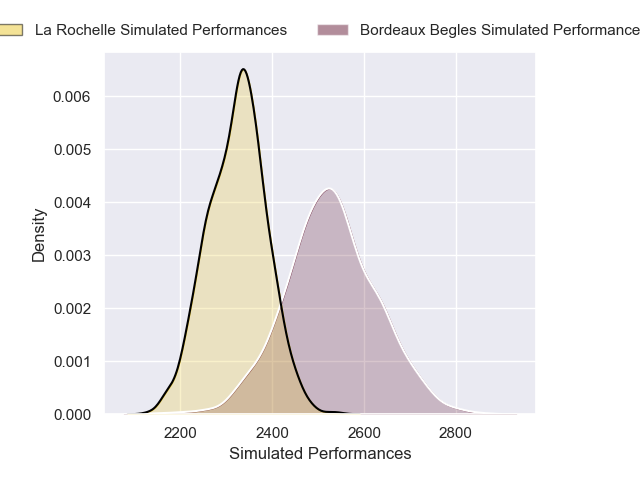 La Rochelle Simulated Performances
Bordeaux Begles Simulated Performance
0.006
0.005
0.004
0.003
0.002
0.001
0.000
Density
2200 2400 2600 2800
Simulated Performances